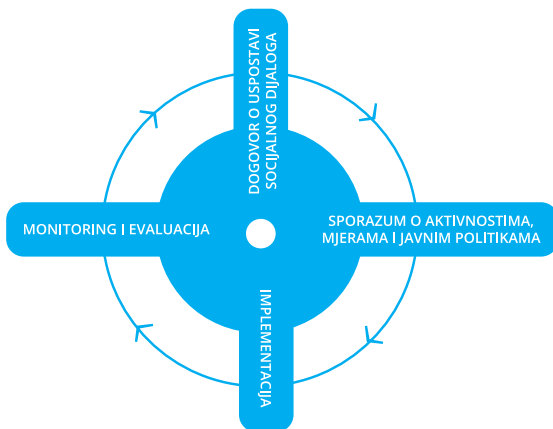 DOGOVOR O USPOSTAVI
SOCIJALNOG DIJALOGA
SPORAZUM O AKTIVNOSTIMA,
MJERAMA I JAVNIM POLITIKAMA
IMPLEMENTACIJA
MONITORING I EVALUACIJA